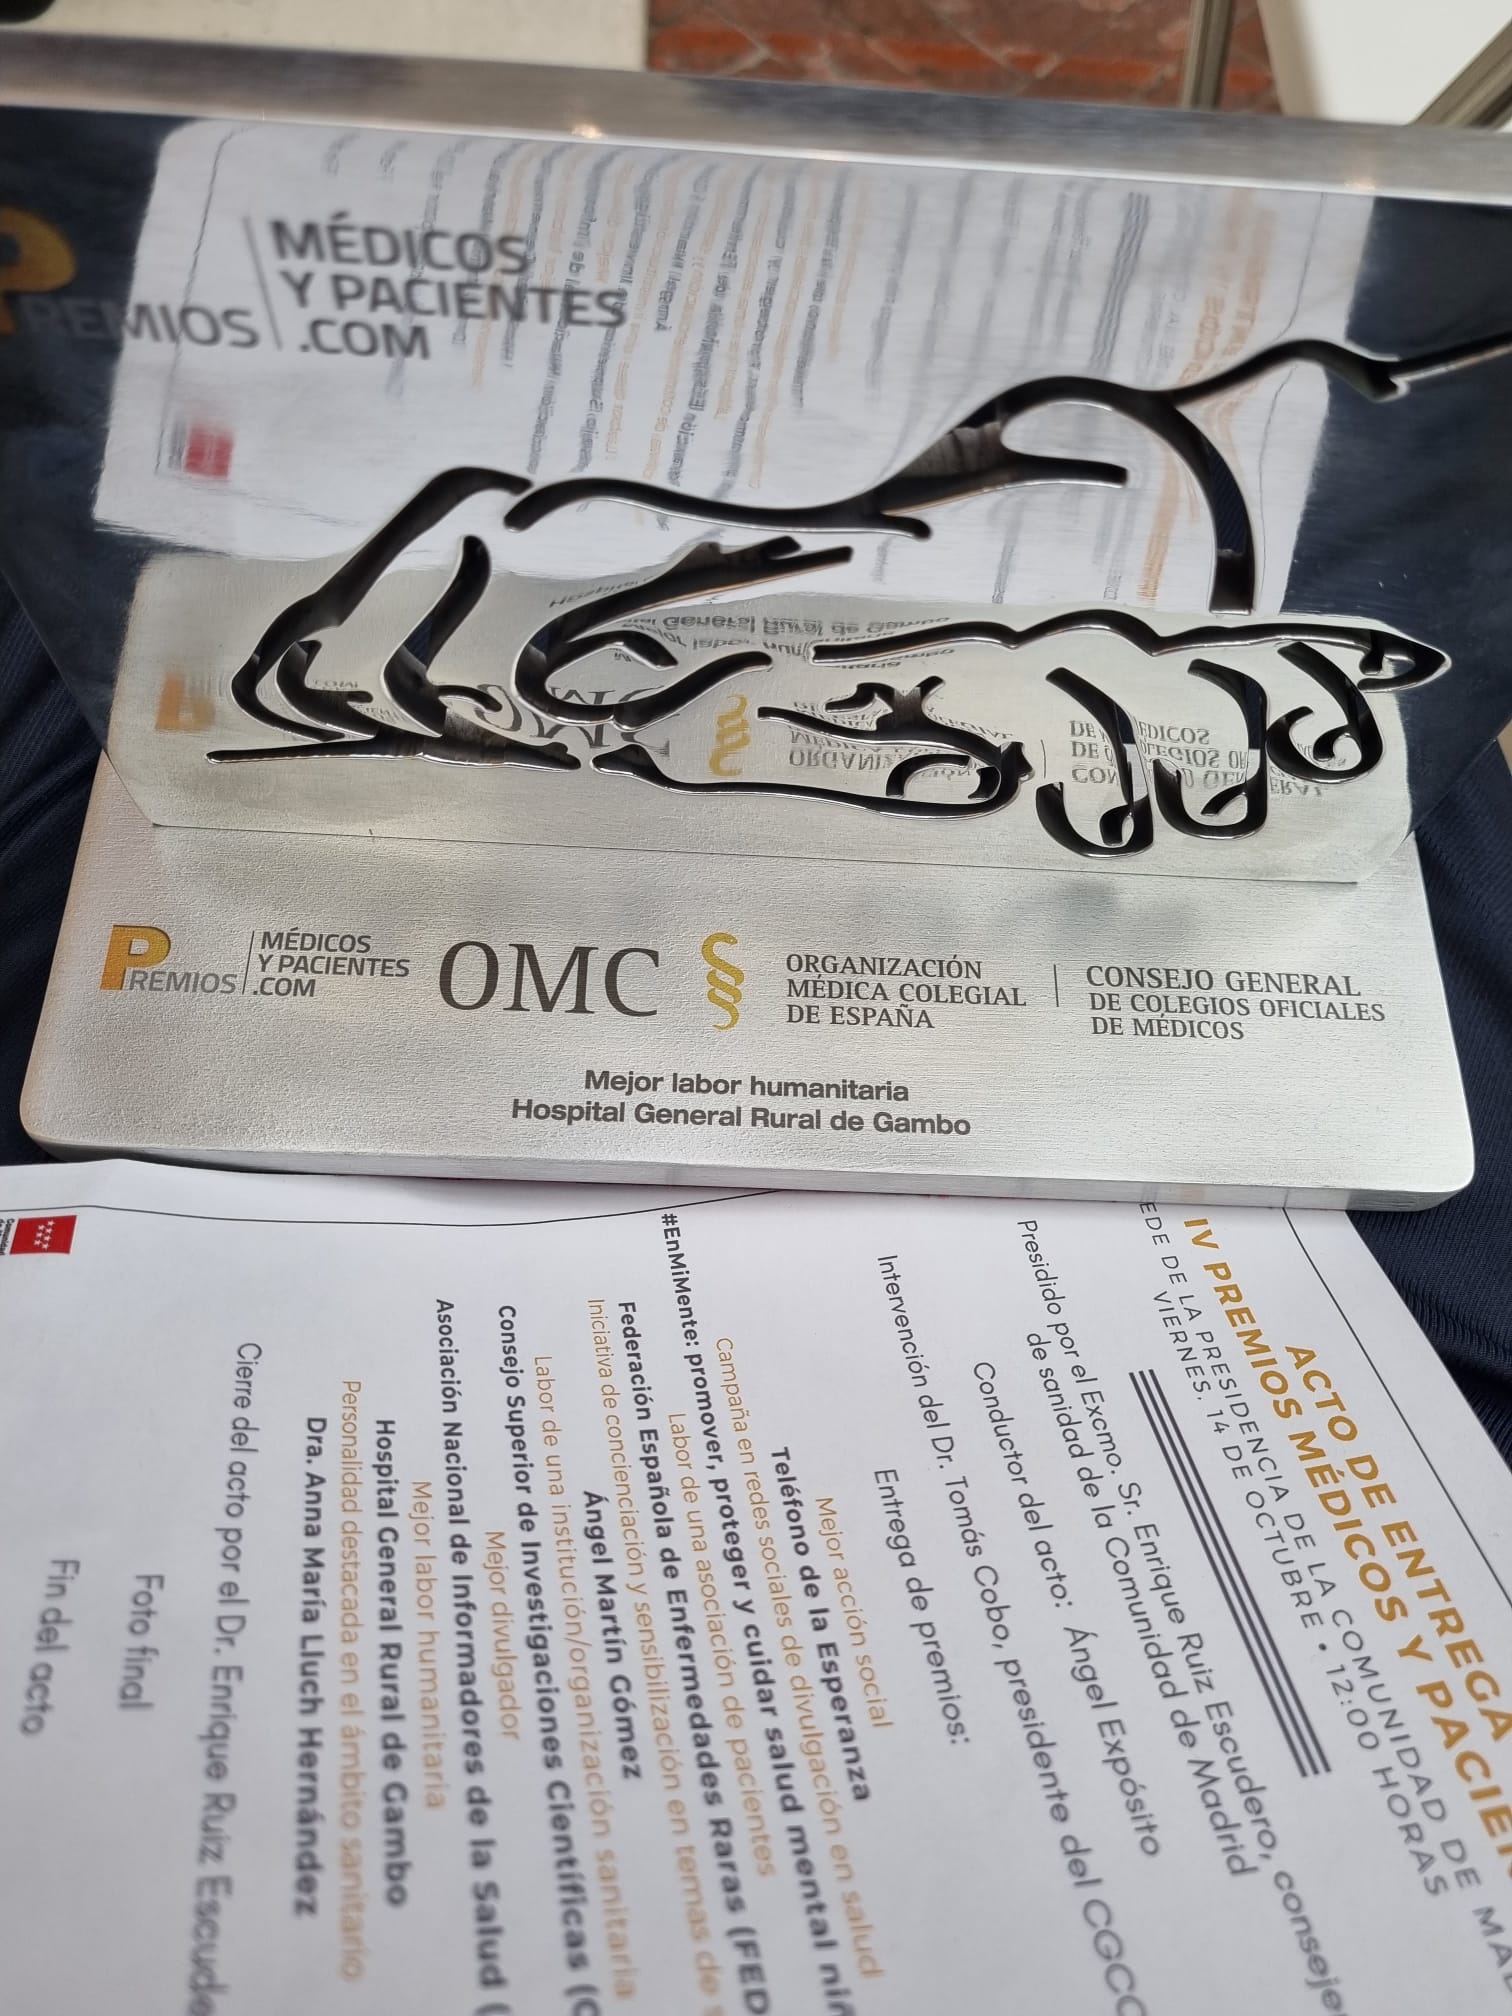 PREMIOS
MÉDICOS
Y PACIENTES
.COM
PREMIOS
MÉDICOS
Y PACIENTES
.COM
OMC
ORGANIZACIÓN
MÉDICA COLEGIAL
DE ESPAÑA
CONSEJO GENERAL
DE COLEGIOS OFICIALES
DE MÉDICOS
Mejor labor humanitaria
Hospital General Rural de Gambo
ACTO DE ENTREGA
IV PREMIOS MÉDICOS Y
EDE DE LA PRESIDENCIA DE LA COMUNIDAD DE
VIERNES, 14 DE OCTUBRE • 12:00 HORAS
Presidido por el Excmo. Sr. Enrique Ruiz Escudero,
de sanidad de la Comunidad de Madrid
Conductor del acto: Ángel Expósito
Intervención del Dr. Tomás Cobo, presidente del
Entrega de premios:
Mejor acción social
Teléfono de la Esperanza
Campaña en redes sociales de divulgación en salud
#EnMiMente: promover, proteger y cuidar salud mental
Labor de una asociación de pacientes
Federación Española de Enfermedades Raras (FED
Iniciativa de concienciación y sensibilización en temas de
Ángel Martín Gómez
Labor de una institución/organización sanitaria
Consejo Superior de Investigaciones Científicas (
Mejor divulgador
Asociación Nacional de Informadores de la Salud (
Mejor labor humanitaria
Hospital General Rural de Gambo
Personalidad destacada en el ámbito sanitario
Dra. Anna María Lluch Hernández
Cierre del acto por el Dr. Enrique Ruiz Escude
Foto final
Fin del acto